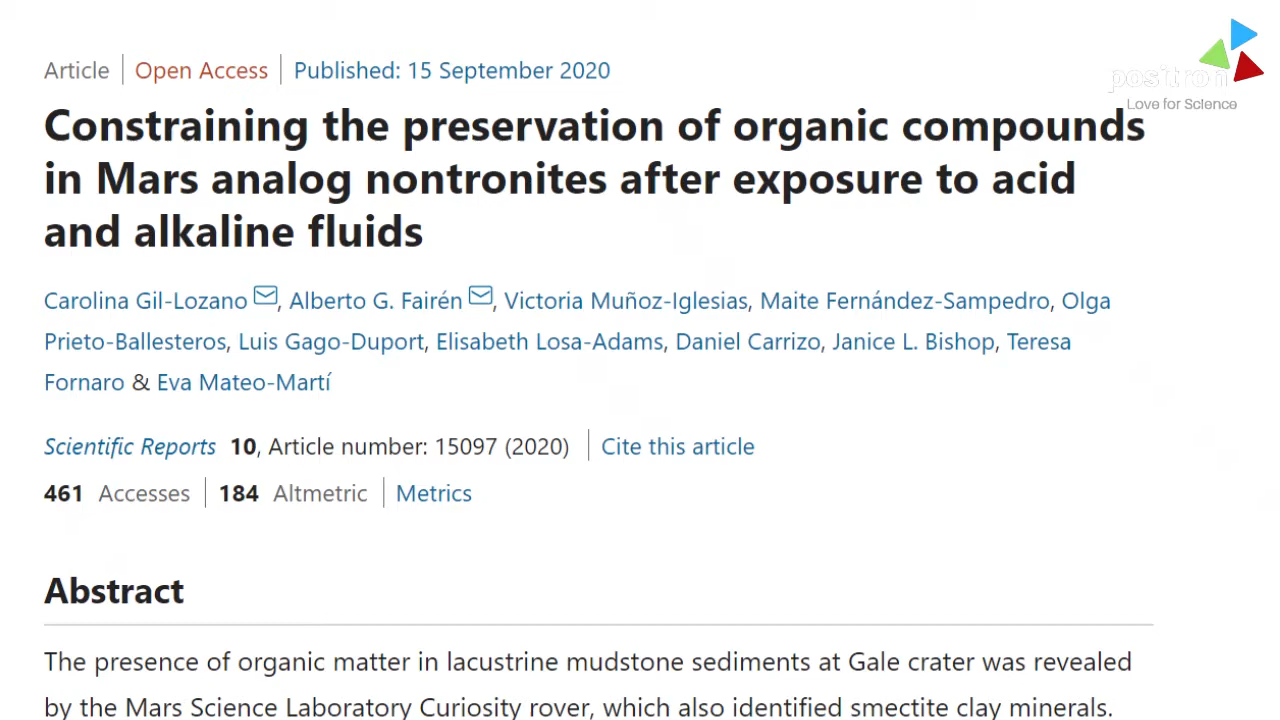 positron
Love for Science
Article Open Access Published: 15 September 2020
Constraining the preservation of organic compounds
in Mars analog nontronites after exposure to acid
and alkaline fluids
Carolina Gil-Lozano, Alberto G. Fairén, Victoria Muñoz-Iglesias, Maite Fernández-Sampedro, Olga
Prieto-Ballesteros, Luis Gago-Duport, Elisabeth Losa-Adams, Daniel Carrizo, Janice L. Bishop, Teresa
Fornaro & Eva Mateo-Martí
Scientific Reports 10, Article number: 15097 (2020) Cite this article
461 Accesses 184 Altmetric Metrics
Abstract
The presence of organic matter in lacustrine mudstone sediments at Gale crater was revealed
by the Mars Science Laboratory Curiosity rover, which also identified smectite clay minerals.